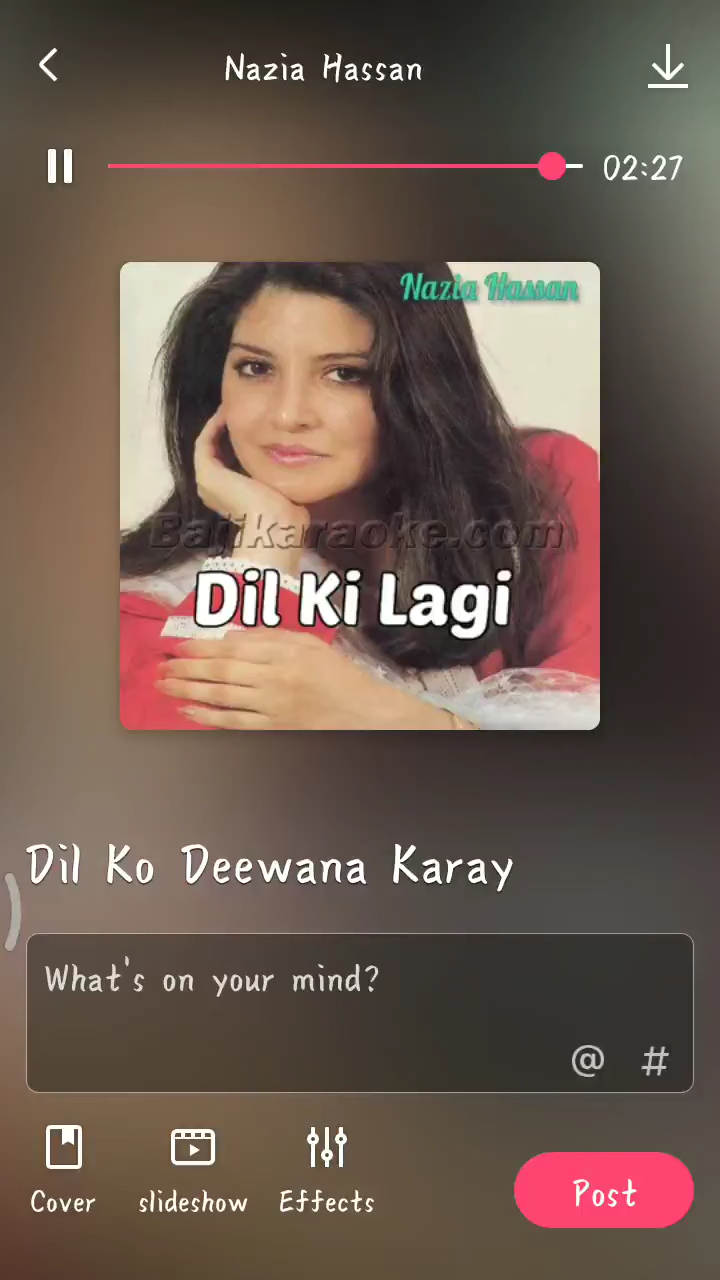 Nazia Hassan
02:27
Nazia Hassan
Bajikaraoke.com
Dil Ki Lagi
Dil Ko Deewana Karay
What's on your mind?
@ #
Cover slideshow Effects
Post